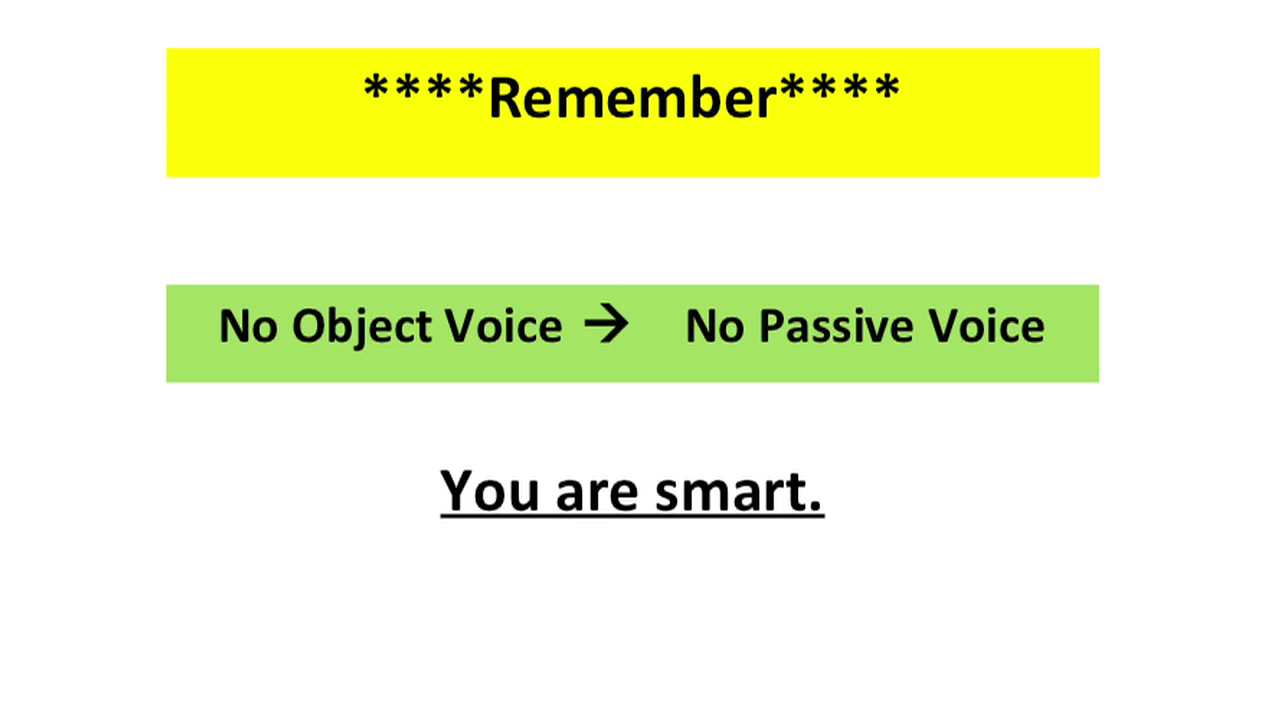 ****Remember****
No Object Voice → No Passive Voice
You are smart.